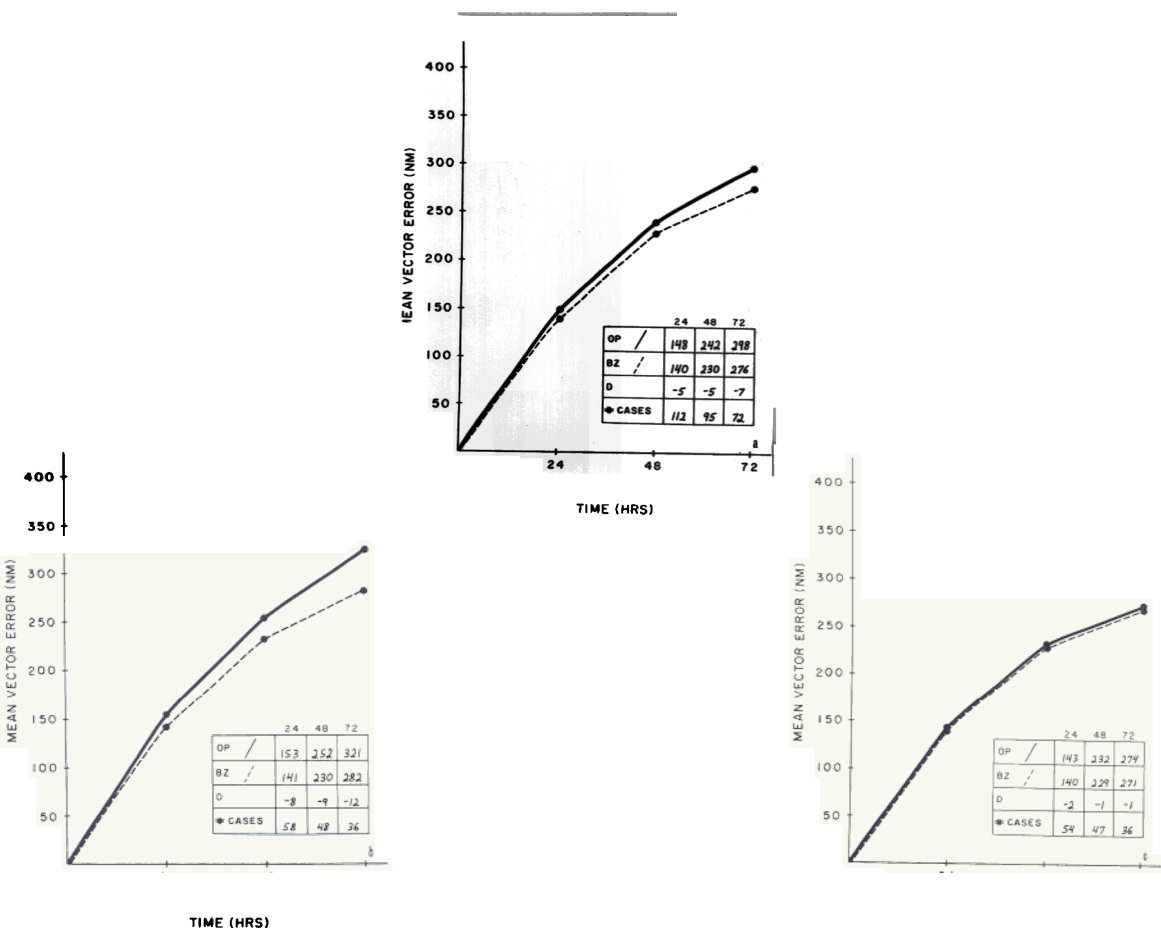 400
350
300
250
200
150
100
50
EAN VECTOR ERROR (NM)
24 48 72
OP 148 242 298
BZ 140 230 276
D -5 -5 -7
# CASES 112 95 72
a
24 48 72
TIME (HRS)
400
350
300
250
200
150
100
50
MEAN VECTOR ERROR (NM)
24 48 72
OP 153 252 321
BZ 141 230 282
D -8 -9 -12
# CASES 58 48 36
b
TIME (HRS)
400
350
300
250
200
150
100
50
MEAN VECTOR ERROR (NM)
24 48 72
OP 143 232 274
BZ 140 229 271
D -2 -1 -1
# CASES 54 47 36
c